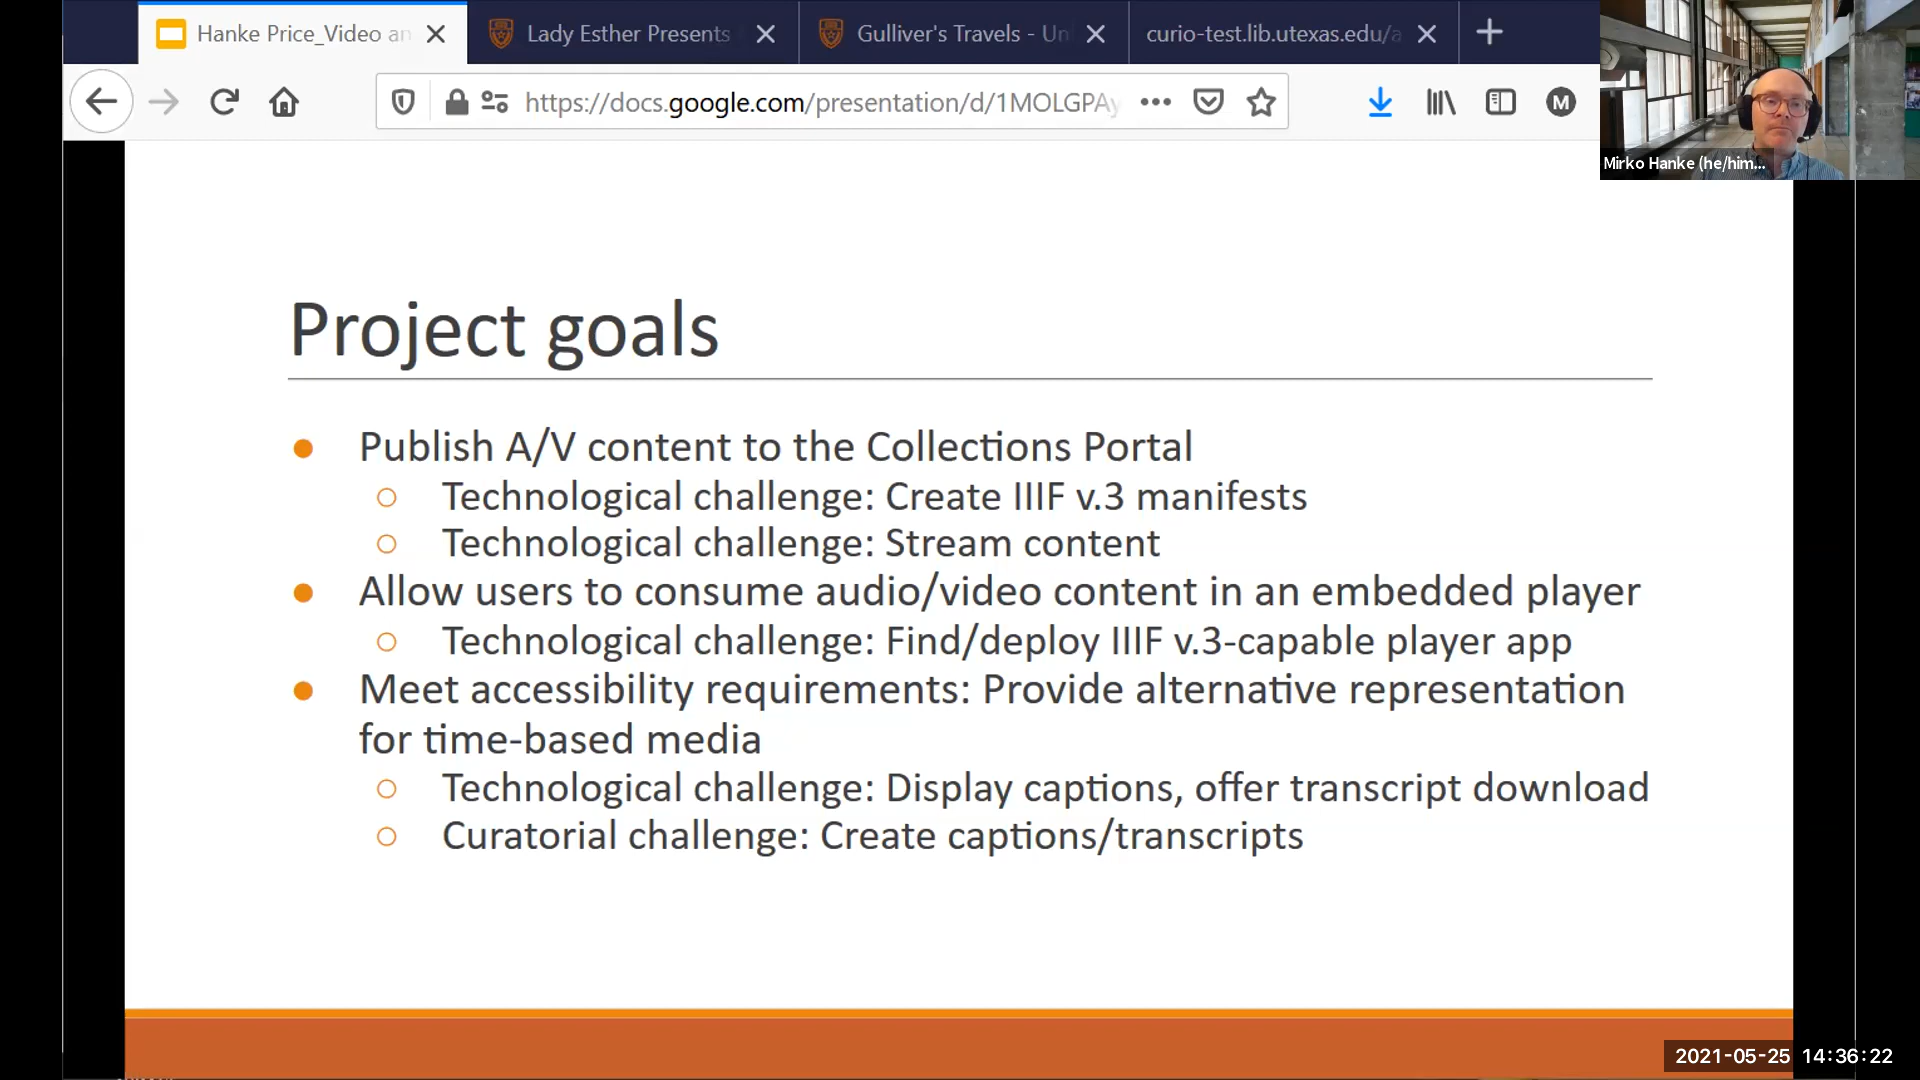 Hanke Price_Video an
Lady Esther Presents
Gulliver's Travels - Un
curio-test.lib.utexas.edu/a
https://docs.google.com/presentation/d/1MOLGPAy
M
Mirko Hanke (he/him...
Project goals
Publish A/V content to the Collections Portal
Technological challenge: Create IIIF v.3 manifests
Technological challenge: Stream content
Allow users to consume audio/video content in an embedded player
Technological challenge: Find/deploy IIIF v.3-capable player app
Meet accessibility requirements: Provide alternative representation
for time-based media
Technological challenge: Display captions, offer transcript download
Curatorial challenge: Create captions/transcripts
2021-05-25 14:36:22